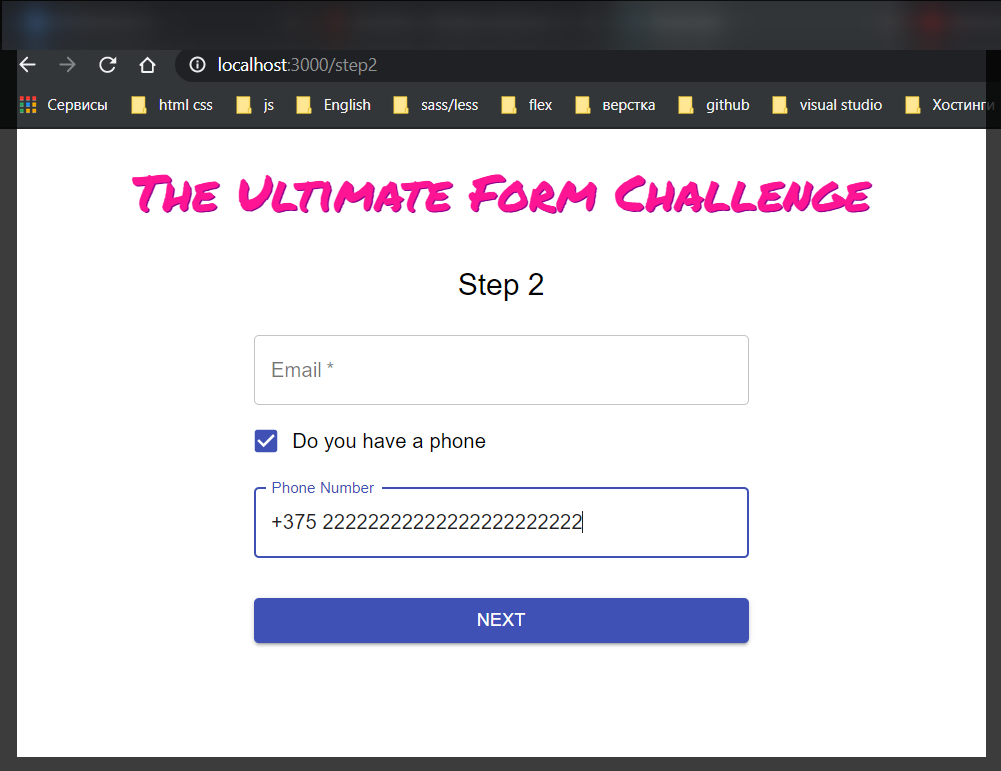 localhost:3000/step2
Сервисы html css js English sass/less flex верстка github visual studio Хостинги
The Ultimate Form Challenge
Step 2
Email *
Do you have a phone
Phone Number
+375 22222222222222222222222
NEXT